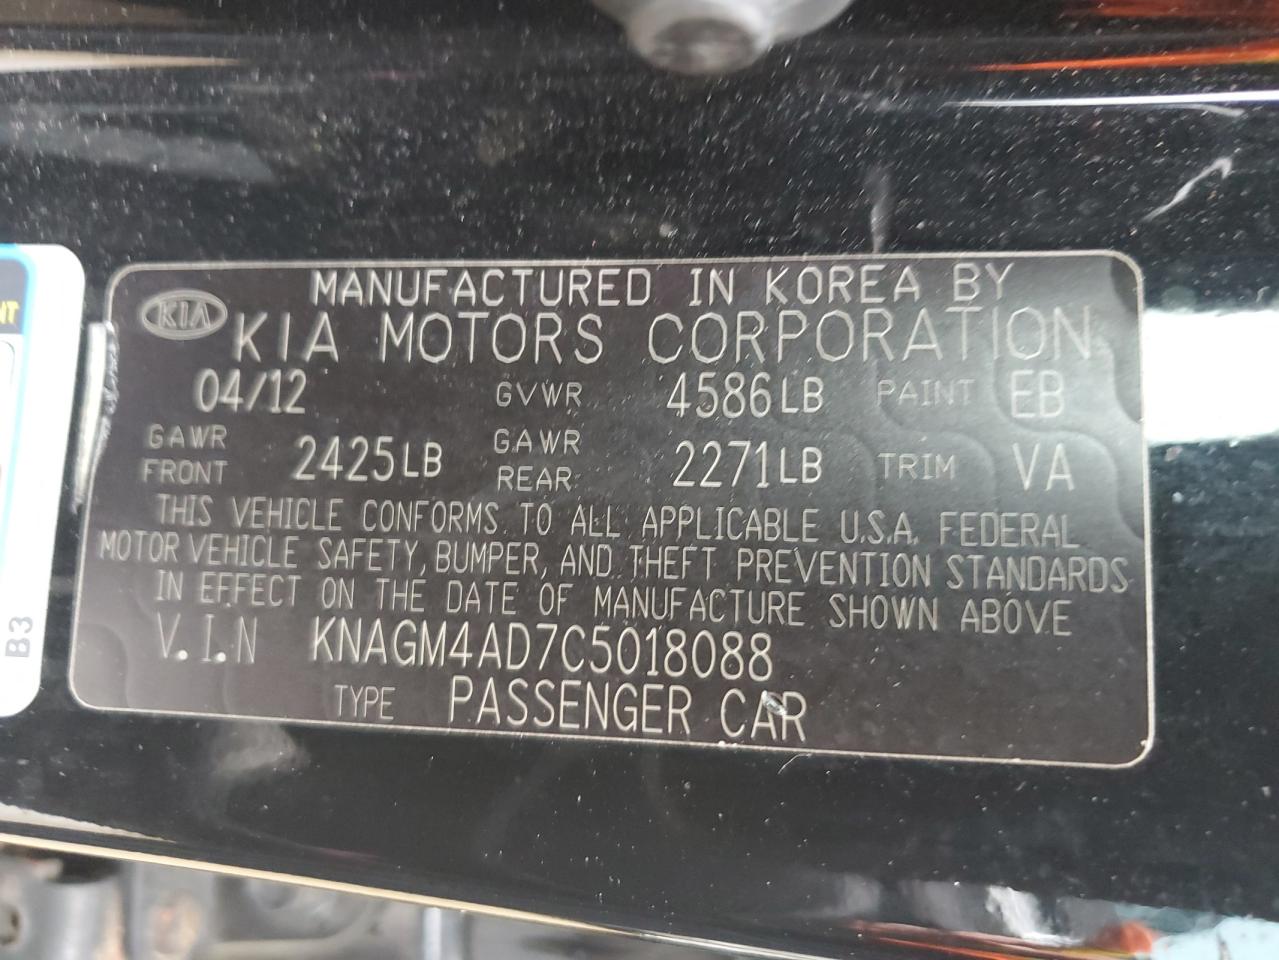 MANUFACTURED IN KOREA BY
KIA KIA MOTORS CORPORATION
04/12 GVWR 4586LB PAINT EB
GAWR FRONT 2425LB GAWR REAR: 2271LB TRIM VA
THIS VEHICLE CONFORMS TO ALL APPLICABLE U.S.A. FEDERAL
MOTOR VEHICLE SAFETY, BUMPER, AND THEFT PREVENTION STANDARDS
IN EFFECT ON THE DATE OF MANUFACTURE SHOWN ABOVE
V.I.N KNAGM4AD7C5018088
TYPE PASSENGER CAR
B3